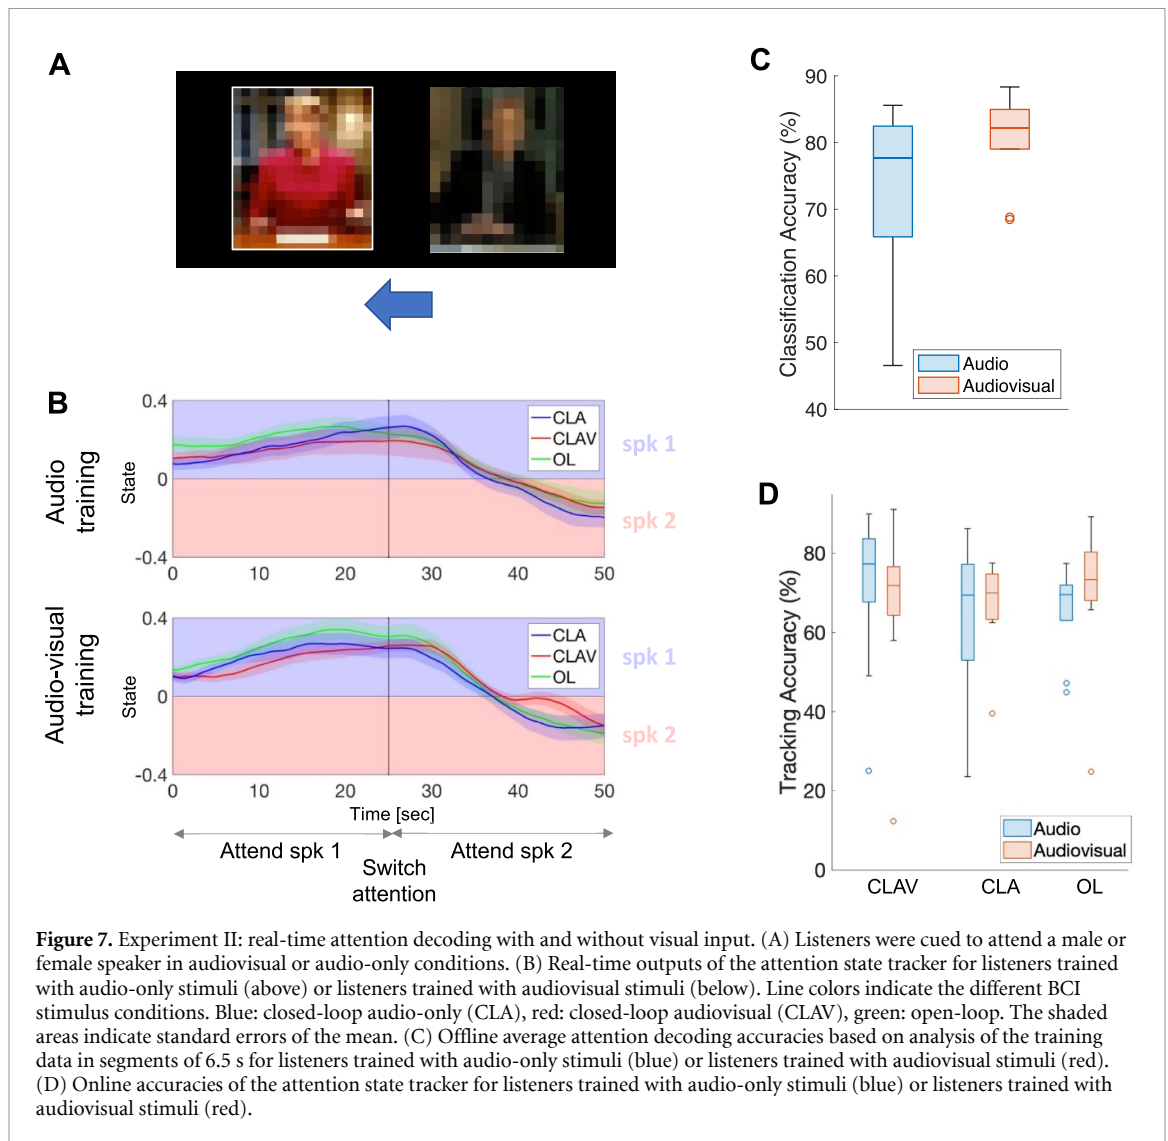 A
B
Audio
training
State
0.4
0
-0.4
CLA
CLAV
OL
spk 1
spk 2
0 10 20 30 40 50
Audio-visual
training
State
0.4
0
-0.4
CLA
CLAV
OL
spk 1
spk 2
0 10 20 30 40 50
Time [sec]
Attend spk 1
Attend spk 2
Switch
attention
C
Classification Accuracy (%)
90
80
70
60
50
40
Audio
Audiovisual
D
Tracking Accuracy (%)
80
60
40
20
0
Audio
Audiovisual
CLAV CLA OL
Figure 7. Experiment II: real-time attention decoding with and without visual input. (A) Listeners were cued to attend a male or
female speaker in audiovisual or audio-only conditions. (B) Real-time outputs of the attention state tracker for listeners trained
with audio-only stimuli (above) or listeners trained with audiovisual stimuli (below). Line colors indicate the different BCI
stimulus conditions. Blue: closed-loop audio-only (CLA), red: closed-loop audiovisual (CLAV), green: open-loop. The shaded
areas indicate standard errors of the mean. (C) Offline average attention decoding accuracies based on analysis of the training
data in segments of 6.5 s for listeners trained with audio-only stimuli (blue) or listeners trained with audiovisual stimuli (red).
(D) Online accuracies of the attention state tracker for listeners trained with audio-only stimuli (blue) or listeners trained with
audiovisual stimuli (red).